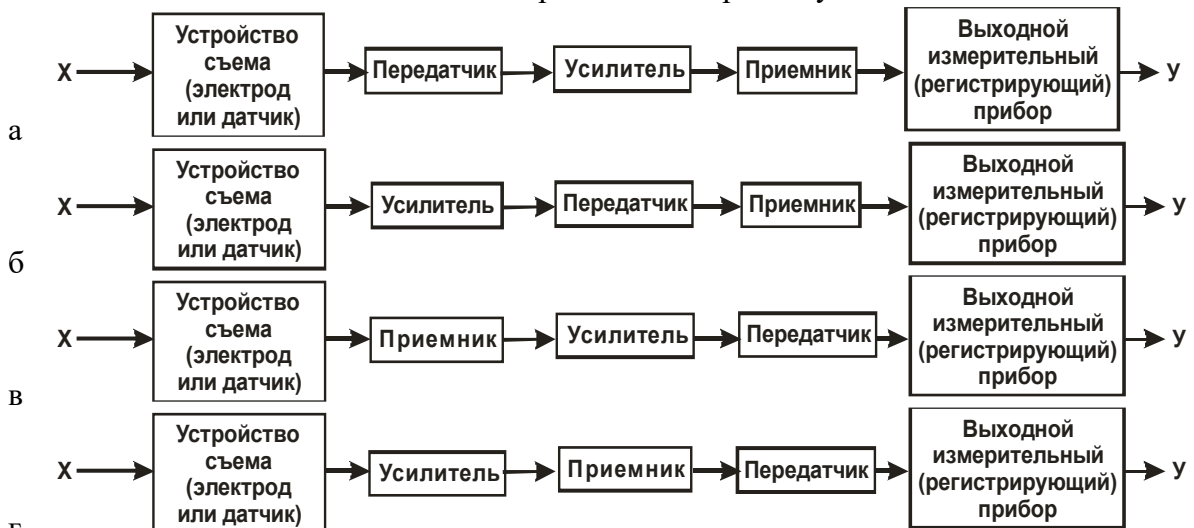 X
Устройство
съема
(электрод
или датчик)
Передатчик
Усилитель
Приемник
Выходной
измерительный
(регистрирующий)
прибор
У
а
X
Устройство
съема
(электрод
или датчик)
Усилитель
Передатчик
Приемник
Выходной
измерительный
(регистрирующий)
прибор
У
б
X
Устройство
съема
(электрод
или датчик)
Приемник
Усилитель
Передатчик
Выходной
измерительный
(регистрирующий)
прибор
У
в
X
Устройство
съема
(электрод
или датчик)
Усилитель
Приемник
Передатчик
Выходной
измерительный
(регистрирующий)
прибор
У
г